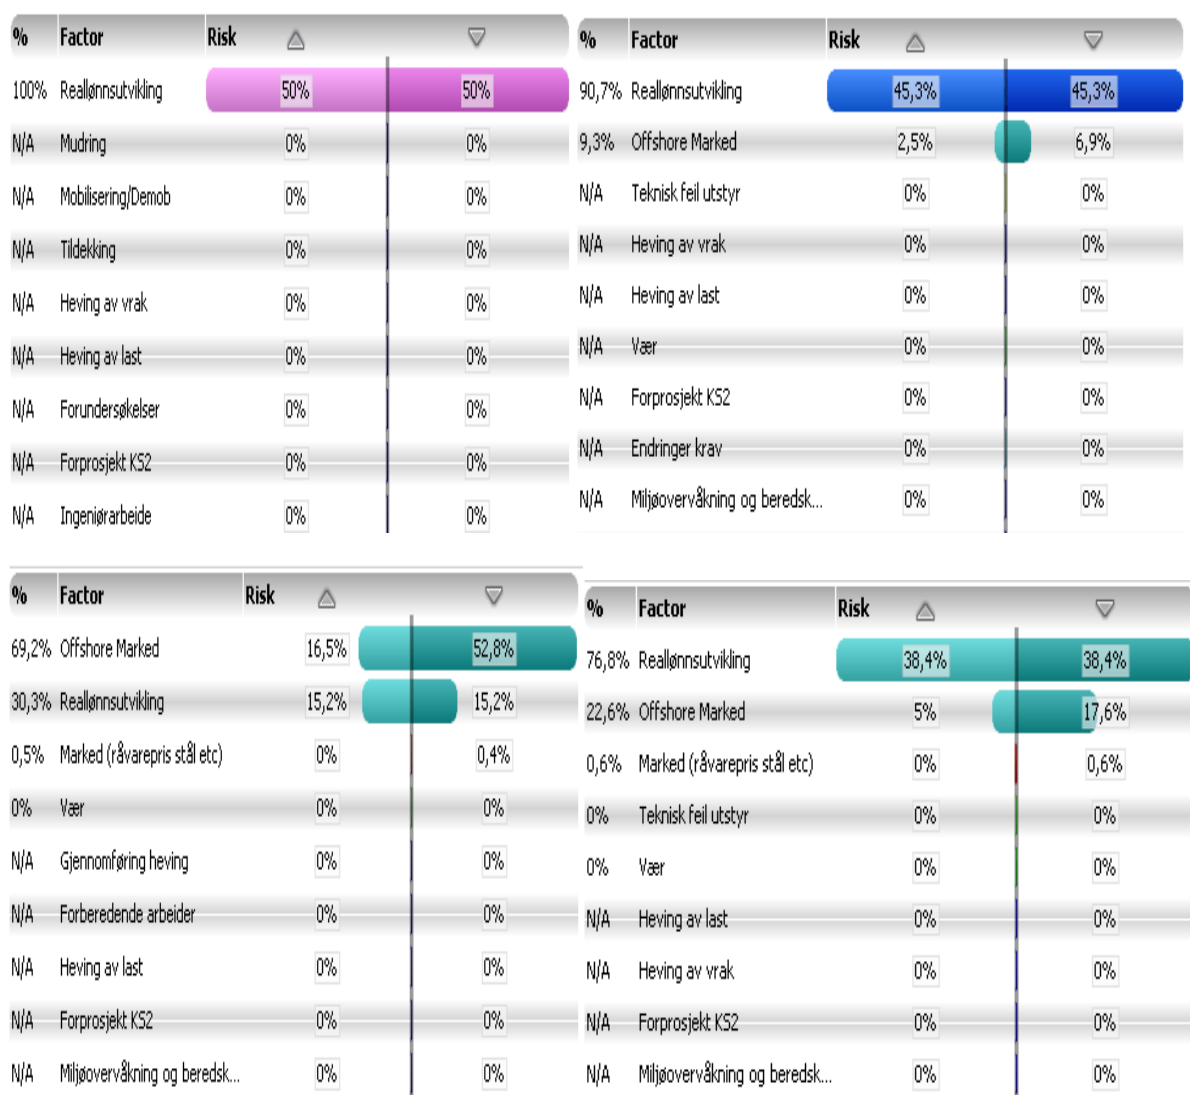 % Factor Risk
100% Reallønnsutvikling 50% 50%
N/A Mudring 0% 0%
N/A Mobilisering/Demob 0% 0%
N/A Tildekking 0% 0%
N/A Heving av vrak 0% 0%
N/A Heving av last 0% 0%
N/A Forundersøkelser 0% 0%
N/A Forprosjekt KS2 0% 0%
N/A Ingeniørarbeide 0% 0%
% Factor Risk
90,7% Reallønnsutvikling 45,3% 45,3%
9,3% Offshore Marked 2,5% 6,9%
N/A Teknisk feil utstyr 0% 0%
N/A Heving av vrak 0% 0%
N/A Heving av last 0% 0%
N/A Vær 0% 0%
N/A Forprosjekt KS2 0% 0%
N/A Endringer krav 0% 0%
N/A Miljøovervåkning og beredsk... 0% 0%
% Factor Risk
69,2% Offshore Marked 16,5% 52,8%
30,3% Reallønnsutvikling 15,2% 15,2%
0,5% Marked (råvarepris stål etc) 0% 0,4%
0% Vær 0% 0%
N/A Gjennomføring heving 0% 0%
N/A Forberedende arbeider 0% 0%
N/A Heving av last 0% 0%
N/A Forprosjekt KS2 0% 0%
N/A Miljøovervåkning og beredsk... 0% 0%
% Factor Risk
76,8% Reallønnsutvikling 38,4% 38,4%
22,6% Offshore Marked 5% 17,6%
0,6% Marked (råvarepris stål etc) 0% 0,6%
0% Teknisk feil utstyr 0% 0%
0% Vær 0% 0%
N/A Heving av last 0% 0%
N/A Heving av vrak 0% 0%
N/A Forprosjekt KS2 0% 0%
N/A Miljøovervåkning og beredsk... 0% 0%